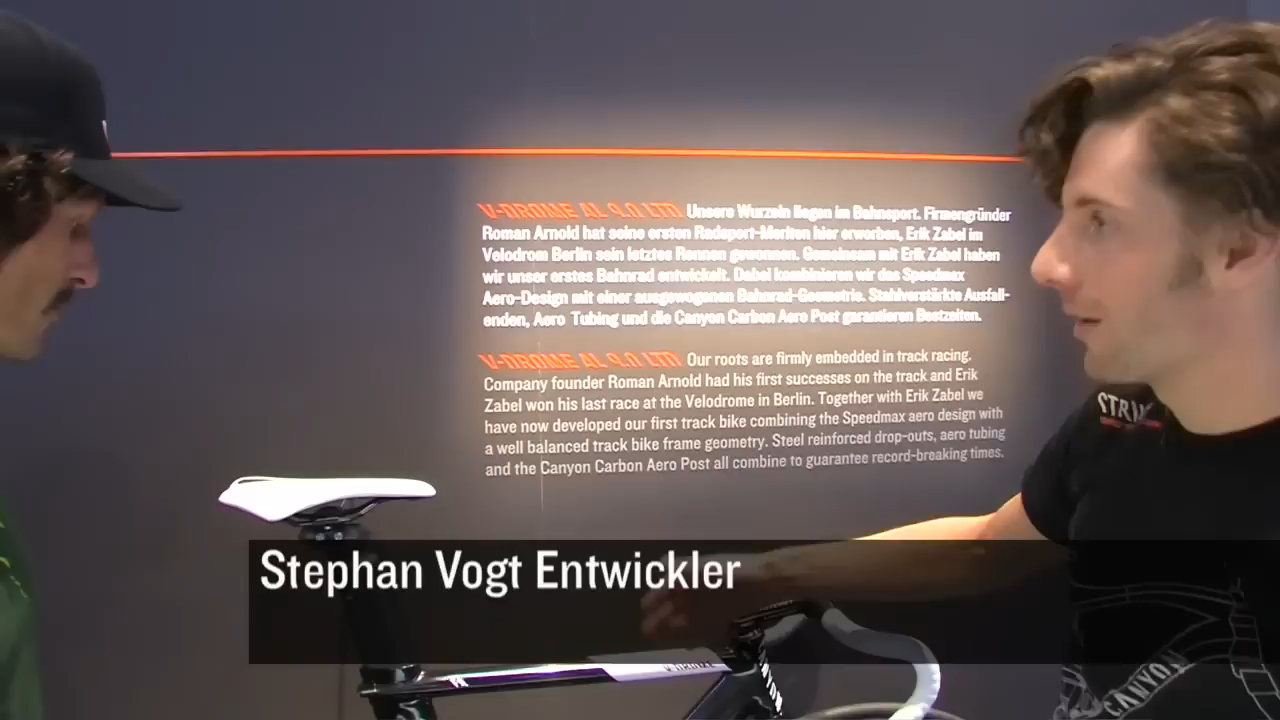 V-DROME AL 9.0 LTD. Unsere Wurzeln liegen im Bahnsport. Firmengründer
Roman Arnold hat seine ersten Radsport-Meriten hier erworben, Erik Zabel im
Velodrom Berlin sein letztes Rennen gewonnen. Gemeinsam mit Erik Zabel haben
wir unser erstes Bahnrad entwickelt. Dabei kombinieren wir das Speedmax
Aero-Design mit einer ausgewogenen Bahnrad-Geometrie. Stahlverstärkte Ausfall-
enden, Aero Tubing und die Canyon Carbon Aero Post garantieren Bestzeiten.
V-DROME AL 9.0 LTD. Our roots are firmly embedded in track racing.
Company founder Roman Arnold had his first successes on the track and Erik
Zabel won his last race at the Velodrome in Berlin. Together with Erik Zabel we
have now developed our first track bike combining the Speedmax aero design with
a well balanced track bike frame geometry. Steel reinforced drop-outs, aero tubing
and the Canyon Carbon Aero Post all combine to guarantee record-breaking times.
Stephan Vogt Entwickler
V-DROME
CANYON